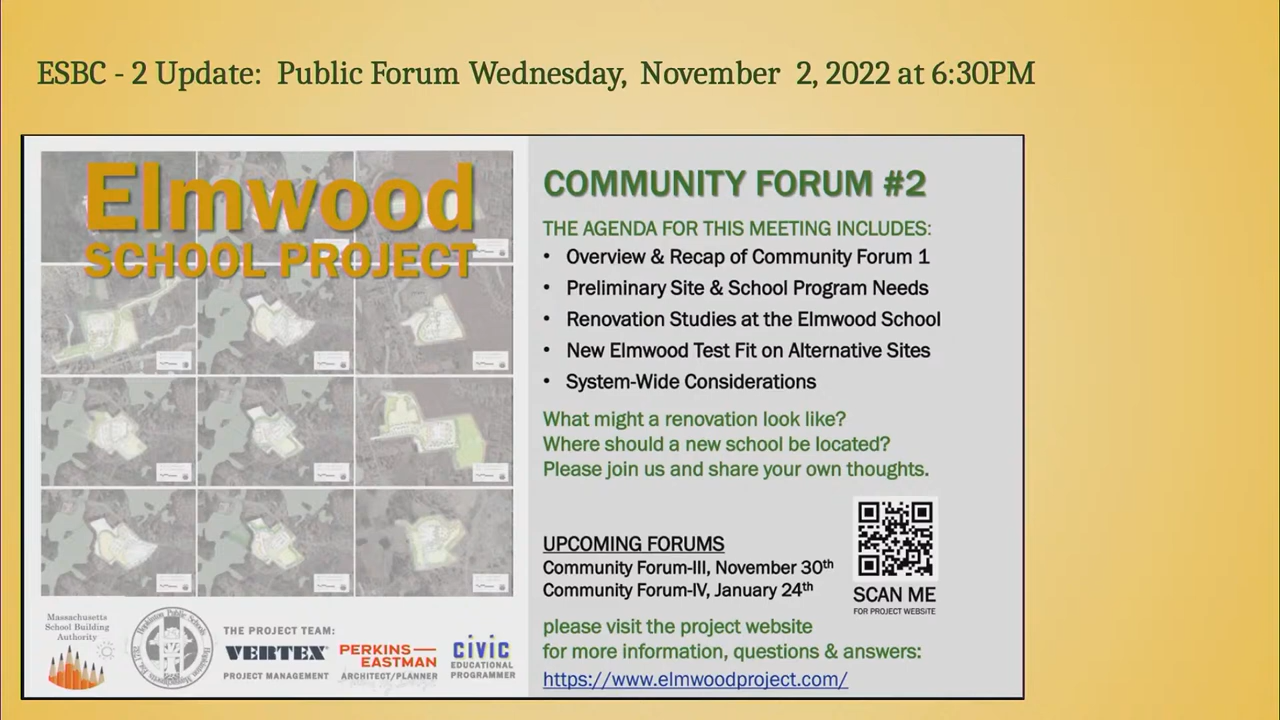 ESBC - 2 Update: Public Forum Wednesday, November 2, 2022 at 6:30PM
Elmwood
SCHOOL PROJECT
COMMUNITY FORUM #2
THE AGENDA FOR THIS MEETING INCLUDES:
• Overview & Recap of Community Forum 1
• Preliminary Site & School Program Needs
• Renovation Studies at the Elmwood School
• New Elmwood Test Fit on Alternative Sites
• System-Wide Considerations
What might a renovation look like?
Where should a new school be located?
Please join us and share your own thoughts.
UPCOMING FORUMS
Community Forum-III, November 30th
Community Forum-IV, January 24th
SCAN ME
FOR PROJECT WEBSITE
please visit the project website
for more information, questions & answers:
https://www.elmwoodproject.com/
Massachusetts
School Building
Authority
Hopkinton Public Schools
THE PROJECT TEAM:
VERTEX
PROJECT MANAGEMENT
PERKINS—
EASTMAN
ARCHITECT/PLANNER
CIVIC
EDUCATIONAL
PROGRAMMER